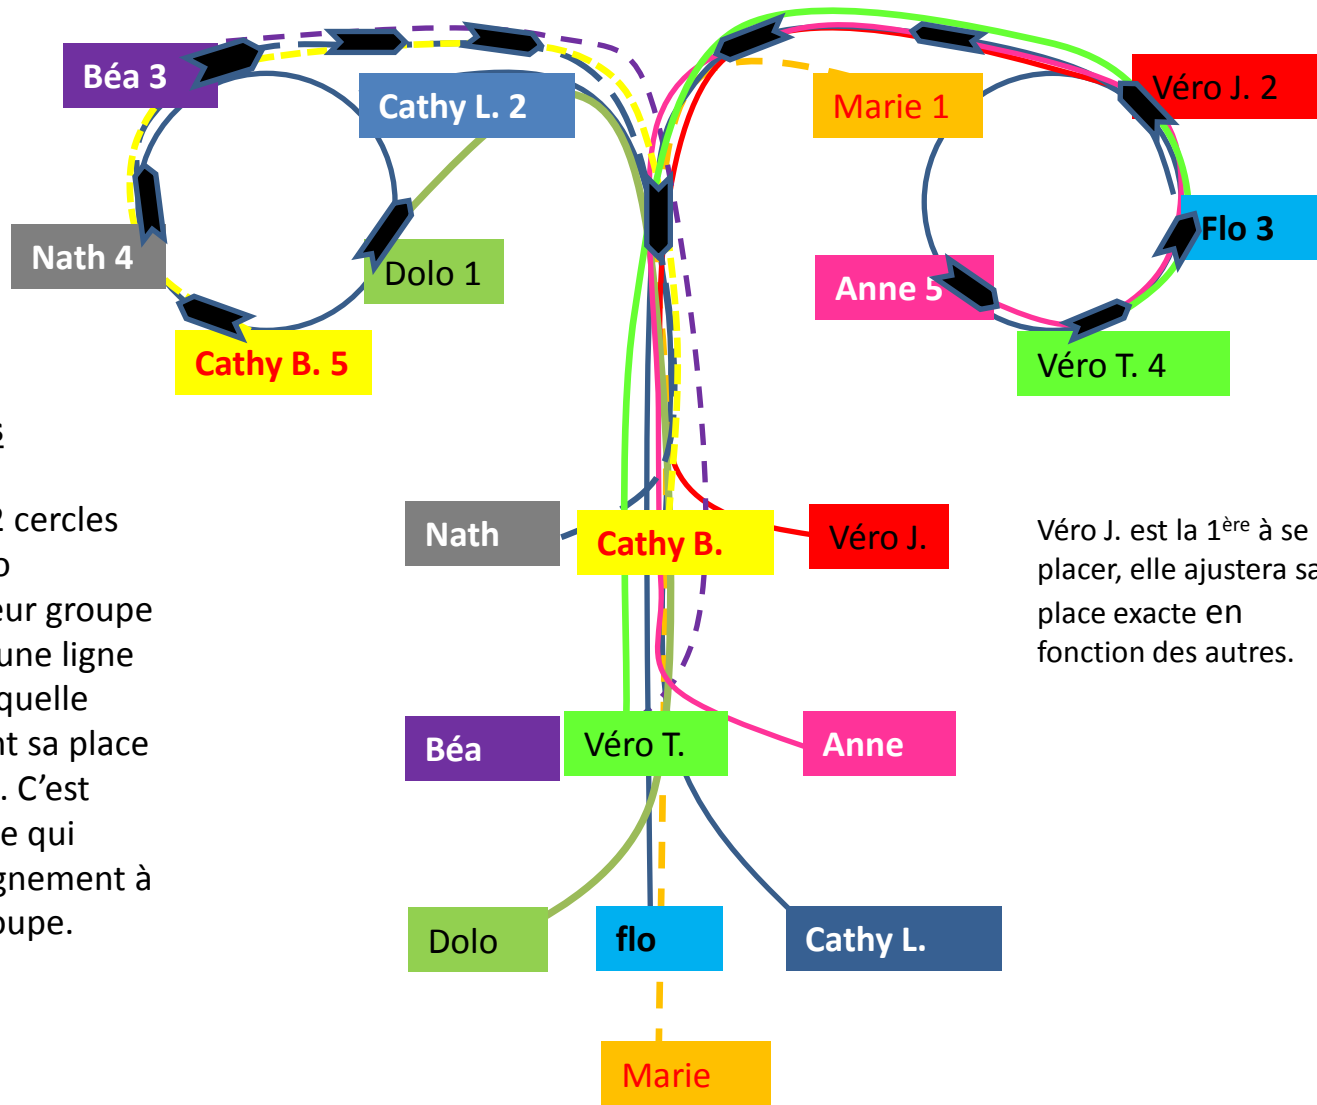 Béa 3
Cathy L. 2
Marie 1
Véro J. 2
Nath 4
Dolo 1
Anne 5
Flo 3
Cathy B. 5
Véro T. 4
2 cercles
eur groupe
une ligne
quelle
nt sa place
. C’est
e qui
gnement à
oupe.
Nath
Cathy B.
Véro J.
Véro J. est la 1ère à se
placer, elle ajustera sa
place exacte en
fonction des autres.
Béa
Véro T.
Anne
Dolo
flo
Cathy L.
Marie